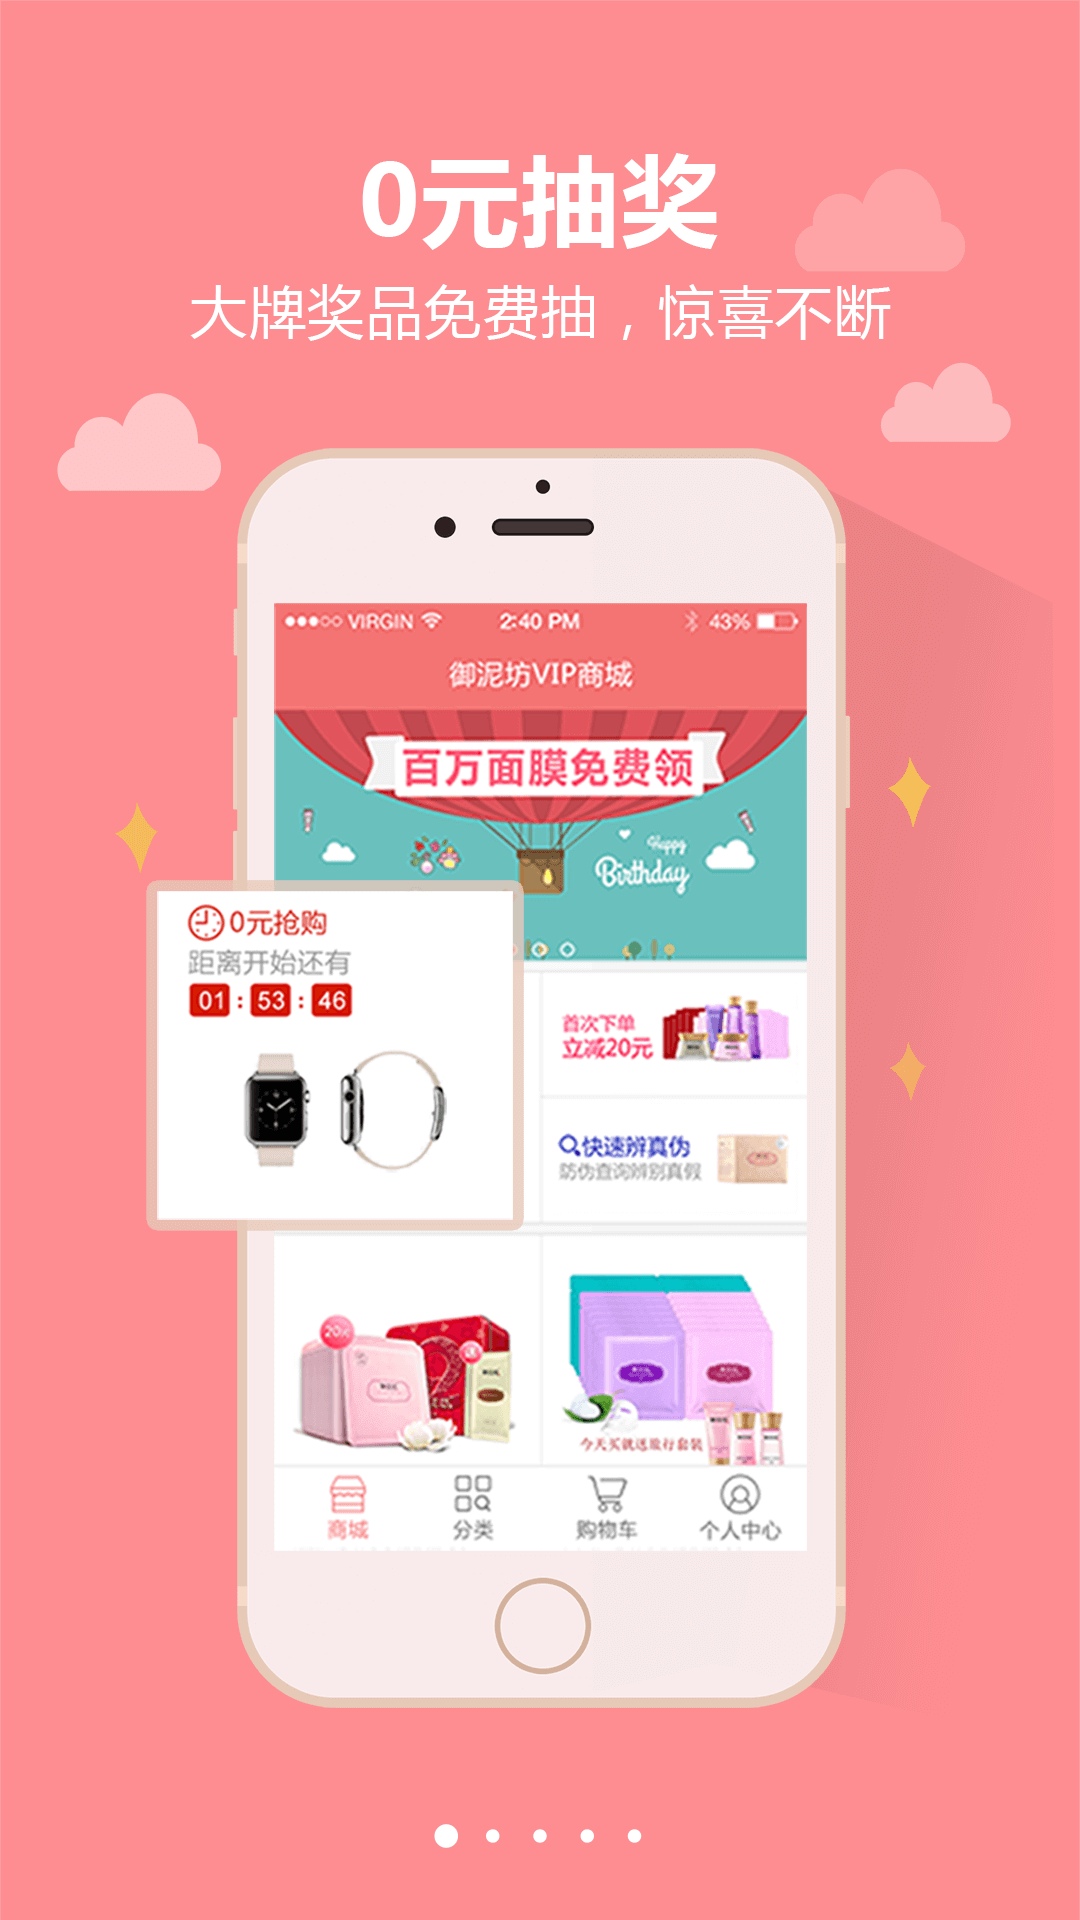 0元抽奖
大牌奖品免费抽，惊喜不断
VIRGIN 2:40 PM 43%
御泥坊VIP商城
百万面膜免费领
Happy
Birthday
0元抢购
距离开始还有
01 : 53 : 46
首次下单
立减20元
快速辨真伪
防伪查询辨别真假
今天买就送旅行套装
商城 分类 购物车 个人中心